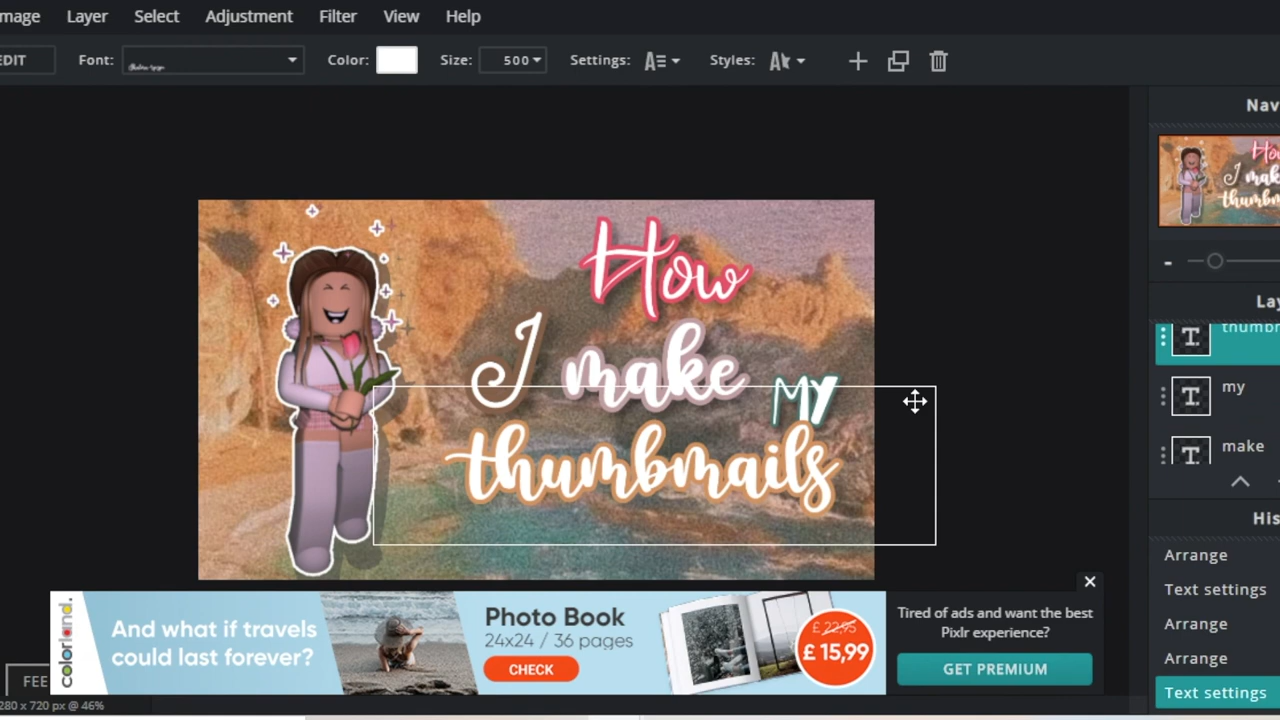 mage Layer Select Adjustment Filter View Help
EDIT Font: Color: Size: 500 Settings: Styles:
Nav
How
I make my
thumbnails
Lay
thumbn
my
make
His
Arrange
Text settings
Arrange
Arrange
Text settings
colorland.
And what if travels
could last forever?
Photo Book
24x24 / 36 pages
CHECK
£ 22,95
£ 15,99
Tired of ads and want the best
Pixlr experience?
GET PREMIUM
FEE
280 x 720 px @ 46%